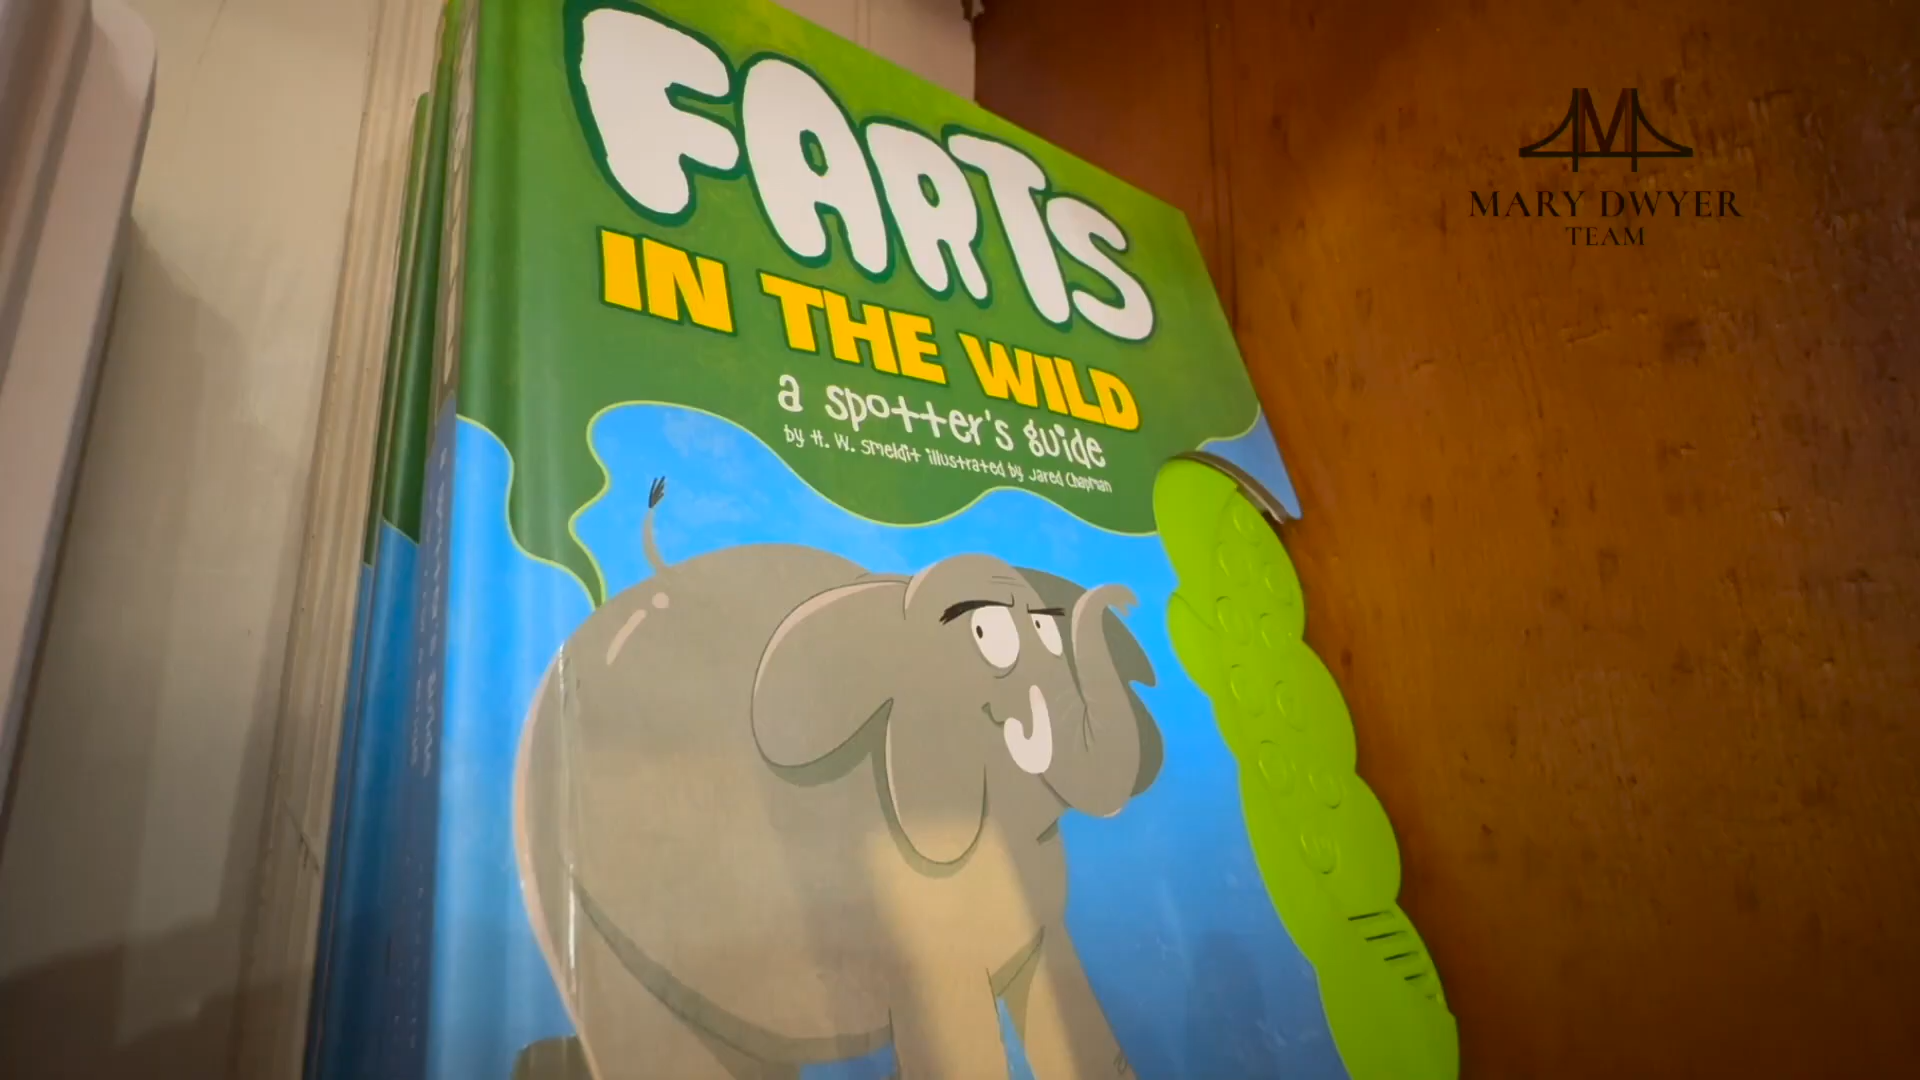 FARTS
IN THE WILD
a spotter's guide
by H. W. Smeldit illustrated by Jared Chapman
M
MARY DWYER
TEAM